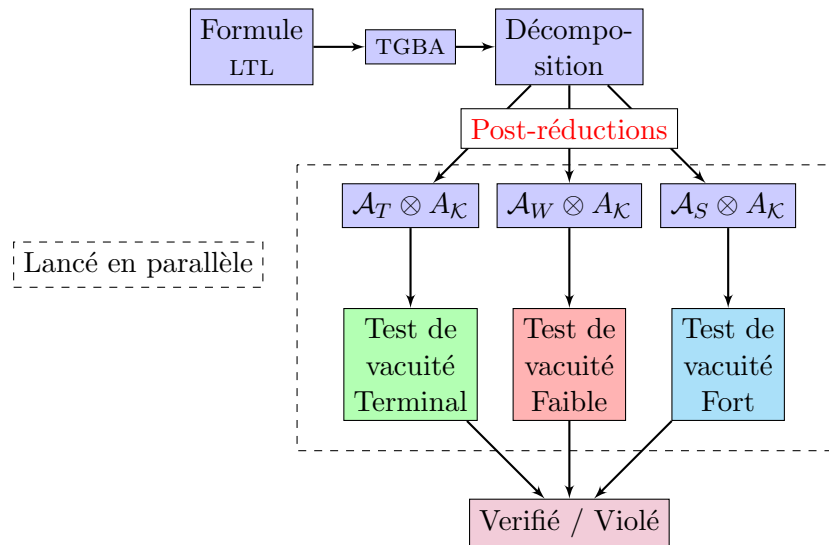 Formule
LTL
TGBA
Décompo-
sition
Post-réductions
𝒜_T ⊗ A_𝒦
𝒜_W ⊗ A_𝒦
𝒜_S ⊗ A_𝒦
Lancé en parallèle
Test de
vacuité
Terminal
Test de
vacuité
Faible
Test de
vacuité
Fort
Verifié / Violé